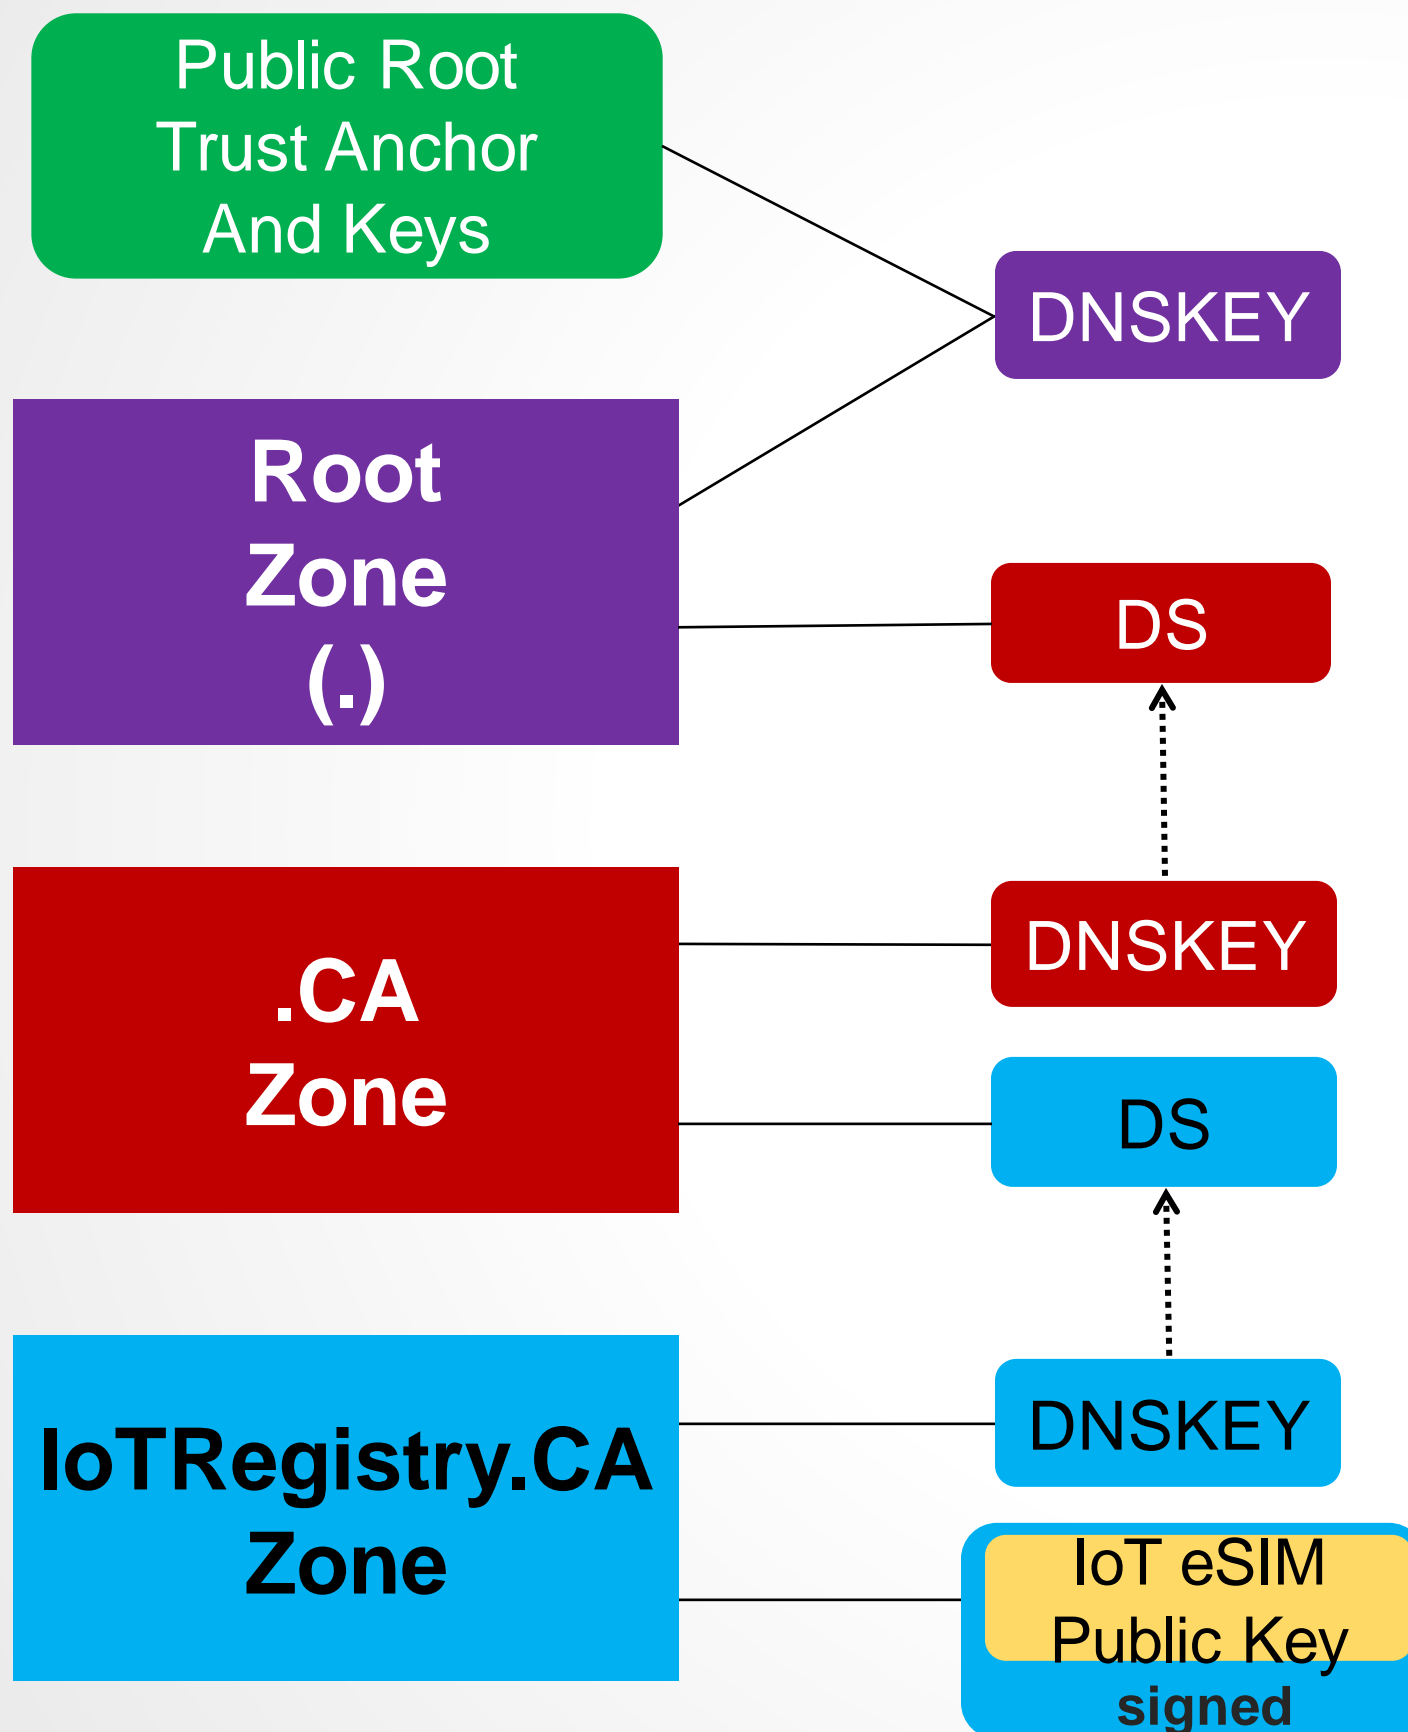 Public Root
Trust Anchor
And Keys
DNSKEY
Root
Zone
(.)
DS
.CA
Zone
DNSKEY
DS
IoTRegistry.CA
Zone
DNSKEY
IoT eSIM
Public Key
signed